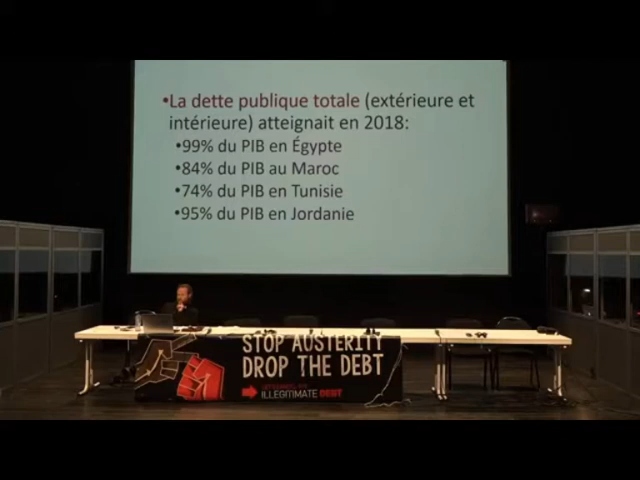 •La dette publique totale (extérieure et
intérieure) atteignait en 2018:
•99% du PIB en Égypte
•84% du PIB au Maroc
•74% du PIB en Tunisie
•95% du PIB en Jordanie
STOP AUSTERITY
DROP THE DEBT
ILLEGITIMATE DEBT